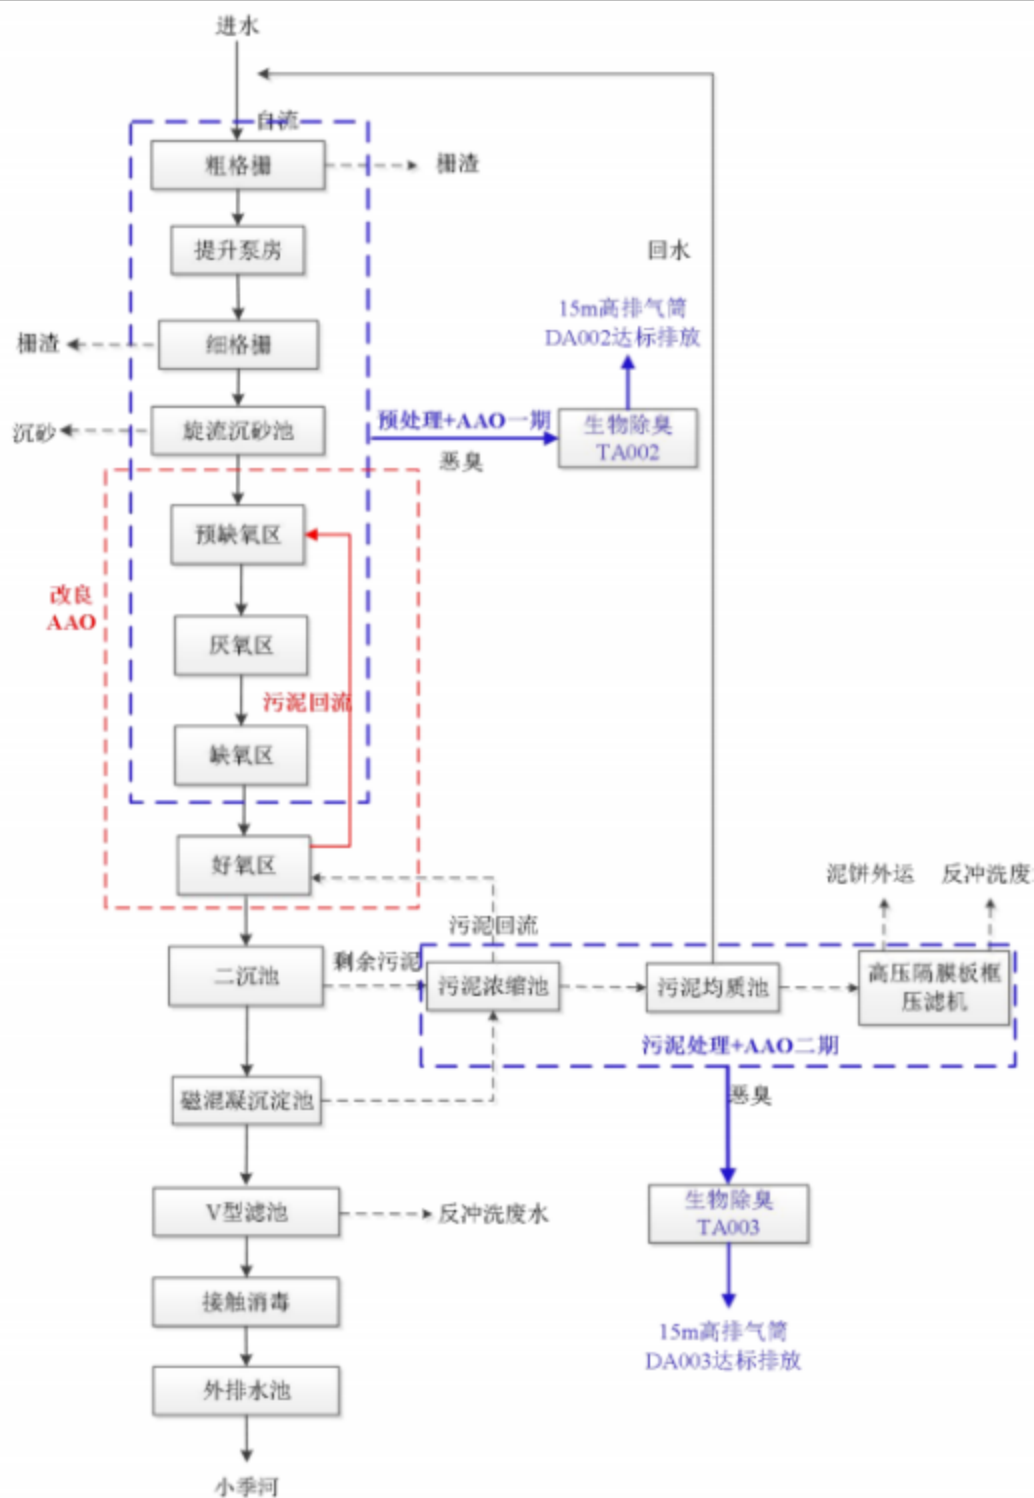 进水
自流
粗格栅
栅渣
提升泵房
回水
15m高排气筒
DA002达标排放
栅渣
细格栅
沉砂
旋流沉砂池
预处理+AAO一期
恶臭
生物除臭
TA002
预缺氧区
改良
AAO
厌氧区
污泥回流
缺氧区
好氧区
泥饼外运
反冲洗废
污泥回流
二沉池
剩余污泥
污泥浓缩池
污泥均质池
高压隔膜板框
压滤机
污泥处理+AAO二期
恶臭
磁混凝沉淀池
V型滤池
反冲洗废水
生物除臭
TA003
接触消毒
15m高排气筒
DA003达标排放
外排水池
小季河